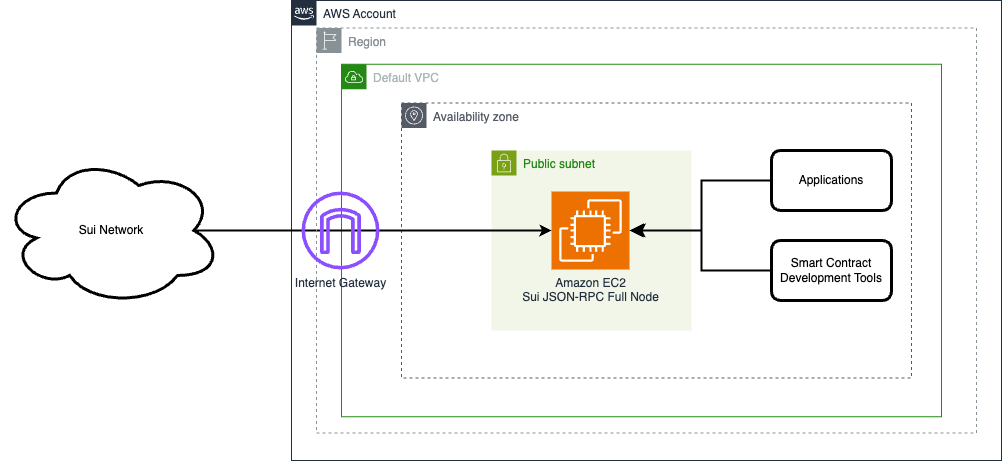 aws
AWS Account
Region
Default VPC
Availability zone
Public subnet
Applications
Sui Network
Internet Gateway
Amazon EC2
Sui JSON-RPC Full Node
Smart Contract
Development Tools